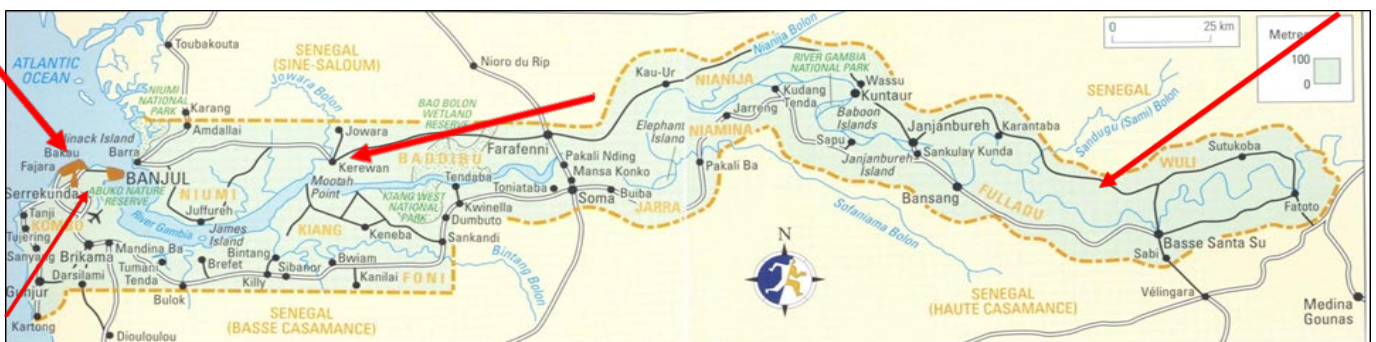 Toubakouta
ATLANTIC
OCEAN
SENEGAL
(SINE-SALOUM)
Jowara Bolon
Nioro du Rip
NIUMI
NATIONAL
PARK
Karang
Amdallai
BAO BOLON
WETLAND
RESERVE
Jinack Island
Bakau
Fajara
Barra
BANJUL
Serrekunda
ABUKO NATURE
RESERVE
Jowara
Kerewan
BADDIBU
Farafenni
Kau-Ur
NIANIJA
Nianija Bolon
RIVER GAMBIA
NATIONAL PARK
Wassu
Kuntaur
Kudang
Tenda
Jarreng
Baboon
Islands
Elephant
Island
NIAMINA
Sapu
Janjanbureh
Island
Janjanbureh
Sankulay Kunda
Karantaba
SENEGAL
Sandugu (Sami) Bolon
0
25 km
Metres
100
0
WULI
Sutukoba
Fatoto
FULLADU
Bansang
Basse Santa Su
Sabi
Vélingara
Medina
Gounas
Pakali Nding
Mansa Konko
Pakali Ba
Soma
Buiba
JARRA
Toniataba
Tendaba
Kwinella
Dumbuto
KIANG WEST
NATIONAL
PARK
Mootah
Point
NIUMI
Juffureh
James
Island
River Gambia
KIANG
Keneba
Sankandi
Tanji
KOMBO
Tujering
Sanyang
Brikama
Mandina Ba
Darsilami
Gunjur
Kartong
Tumani
Tenda
Brefet
Bintang
Sibanor
Killy
Bwiam
Kanilai
FONI
Bulok
Bintang Bolon
Sofaniama Bolon
N
SENEGAL
(BASSE CASAMANCE)
SENEGAL
(HAUTE CASAMANCE)
Diouloulou